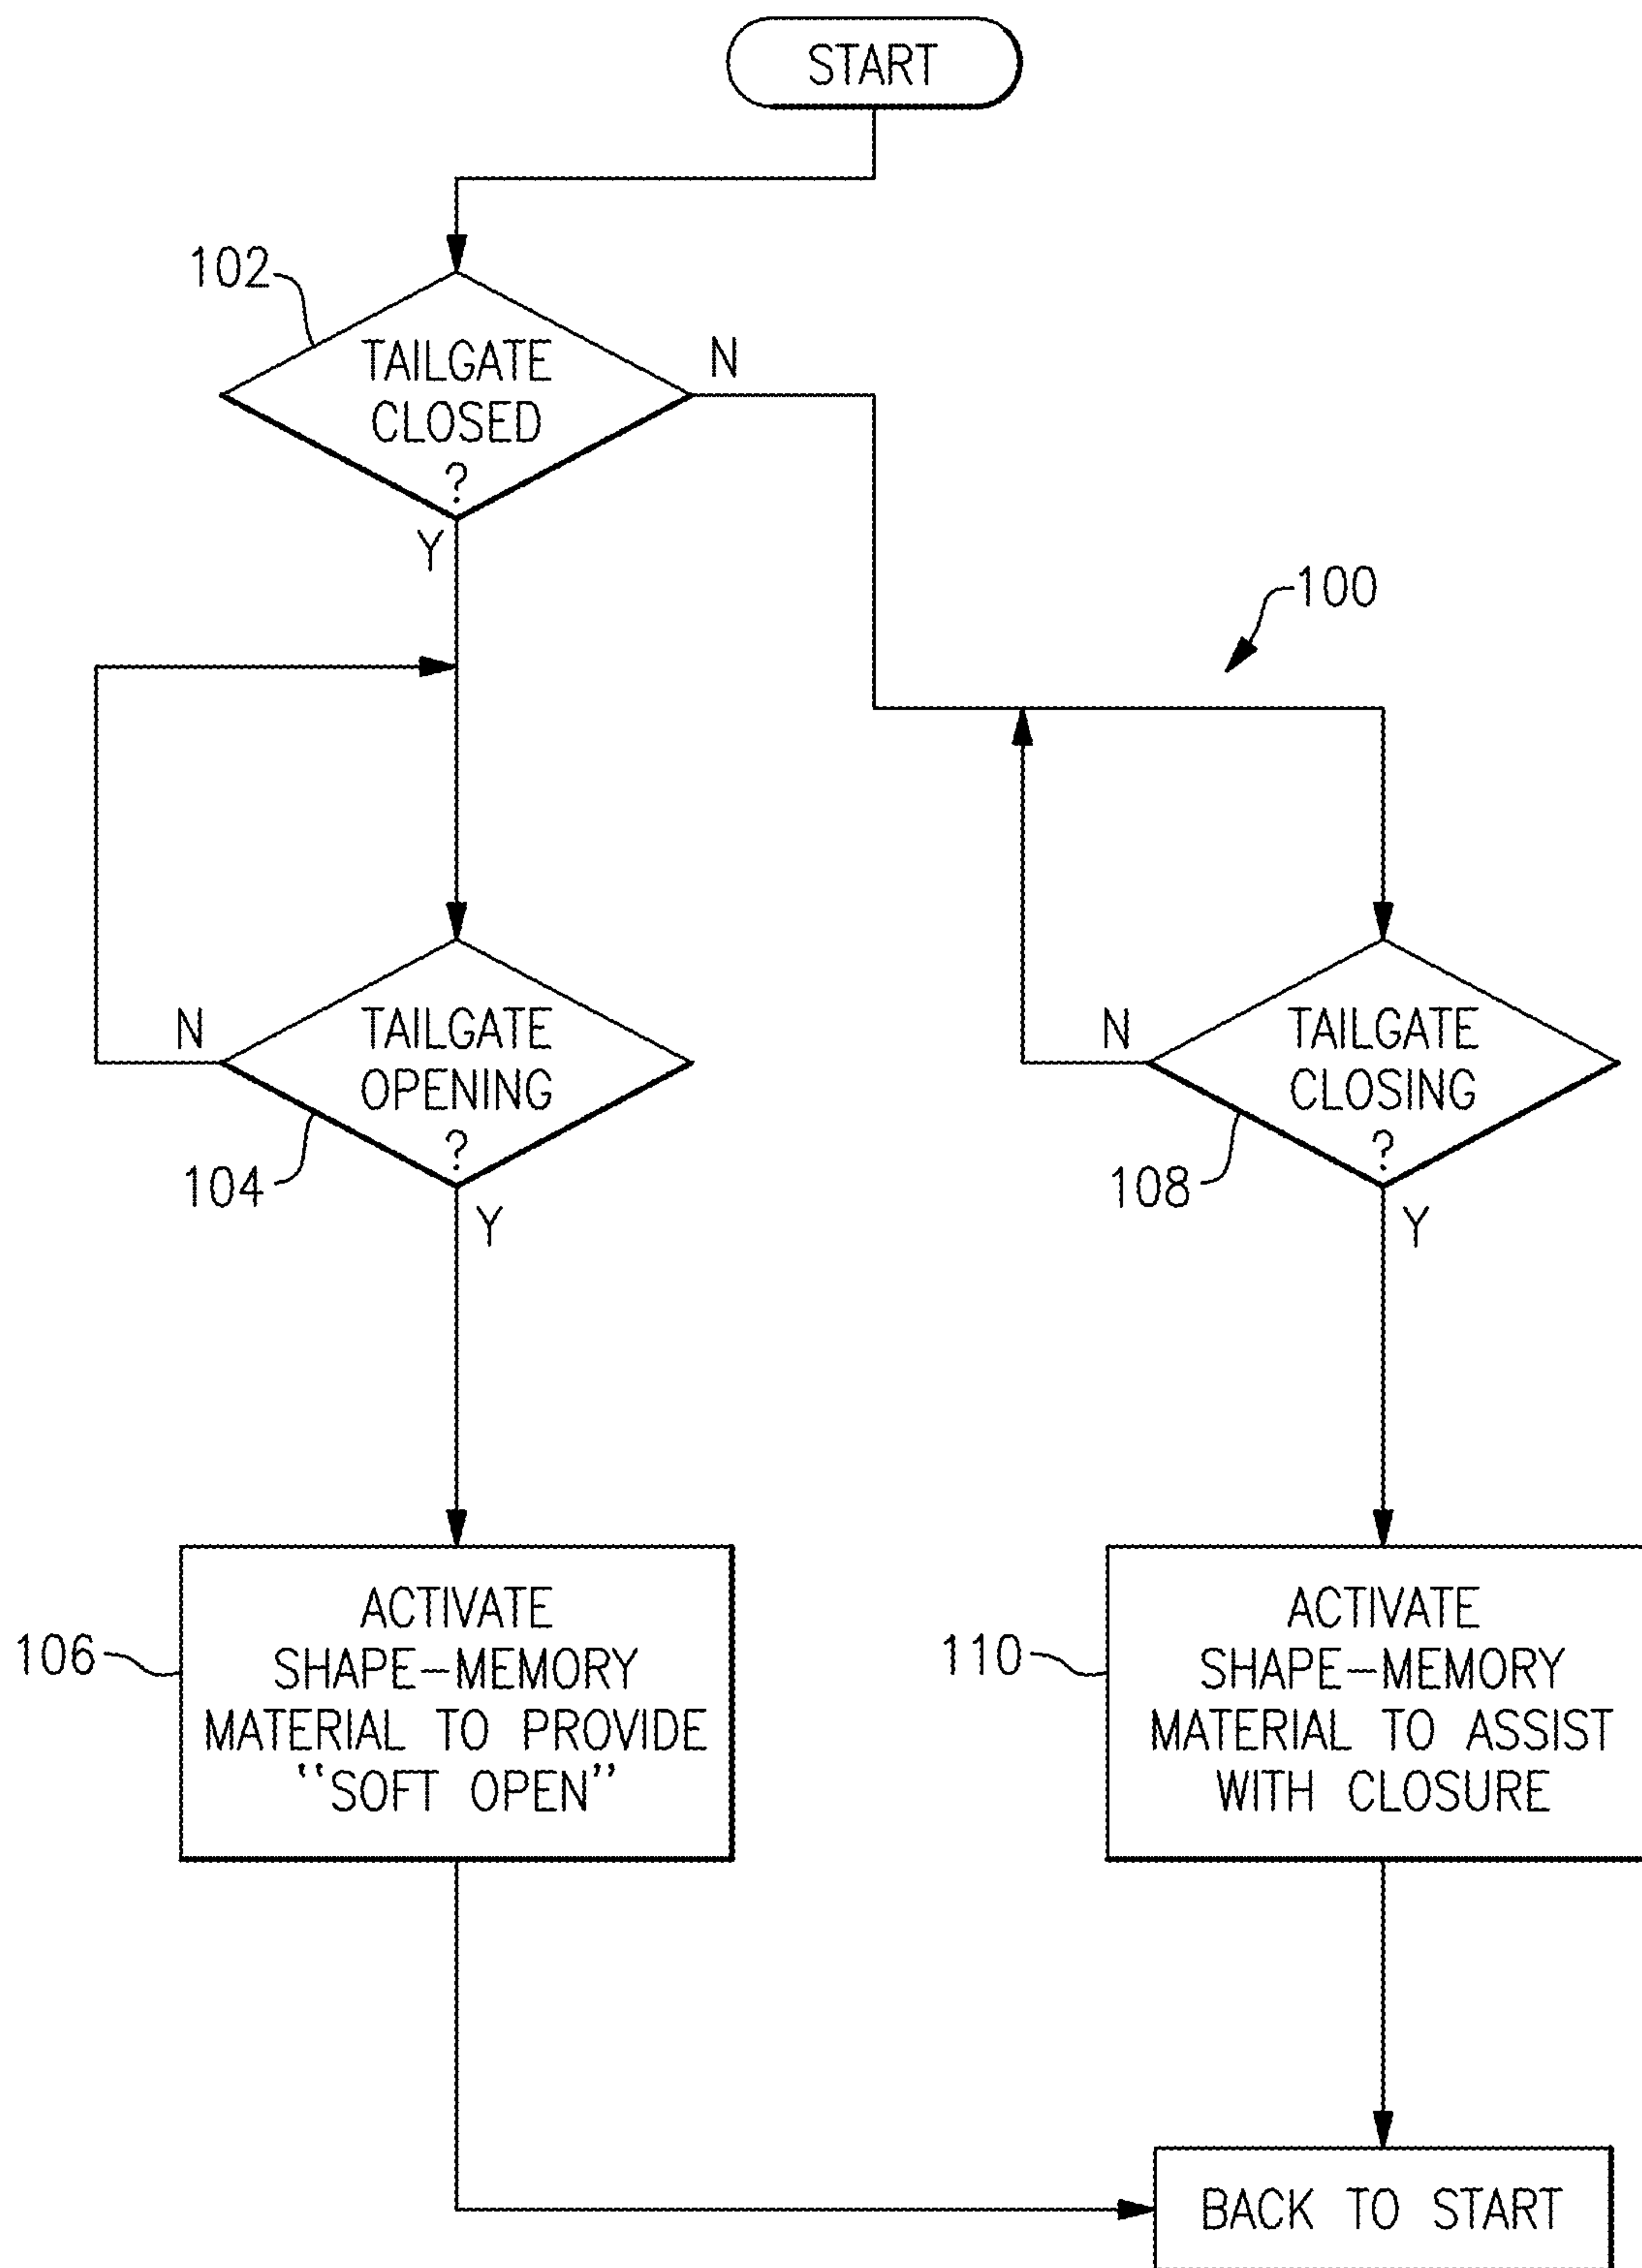 START
102
TAILGATE
CLOSED
?
N
Y
100
N
TAILGATE
OPENING
?
104
Y
N
TAILGATE
CLOSING
?
108
Y
106
ACTIVATE
SHAPE-MEMORY
MATERIAL TO PROVIDE
"SOFT OPEN"
110
ACTIVATE
SHAPE-MEMORY
MATERIAL TO ASSIST
WITH CLOSURE
BACK TO START